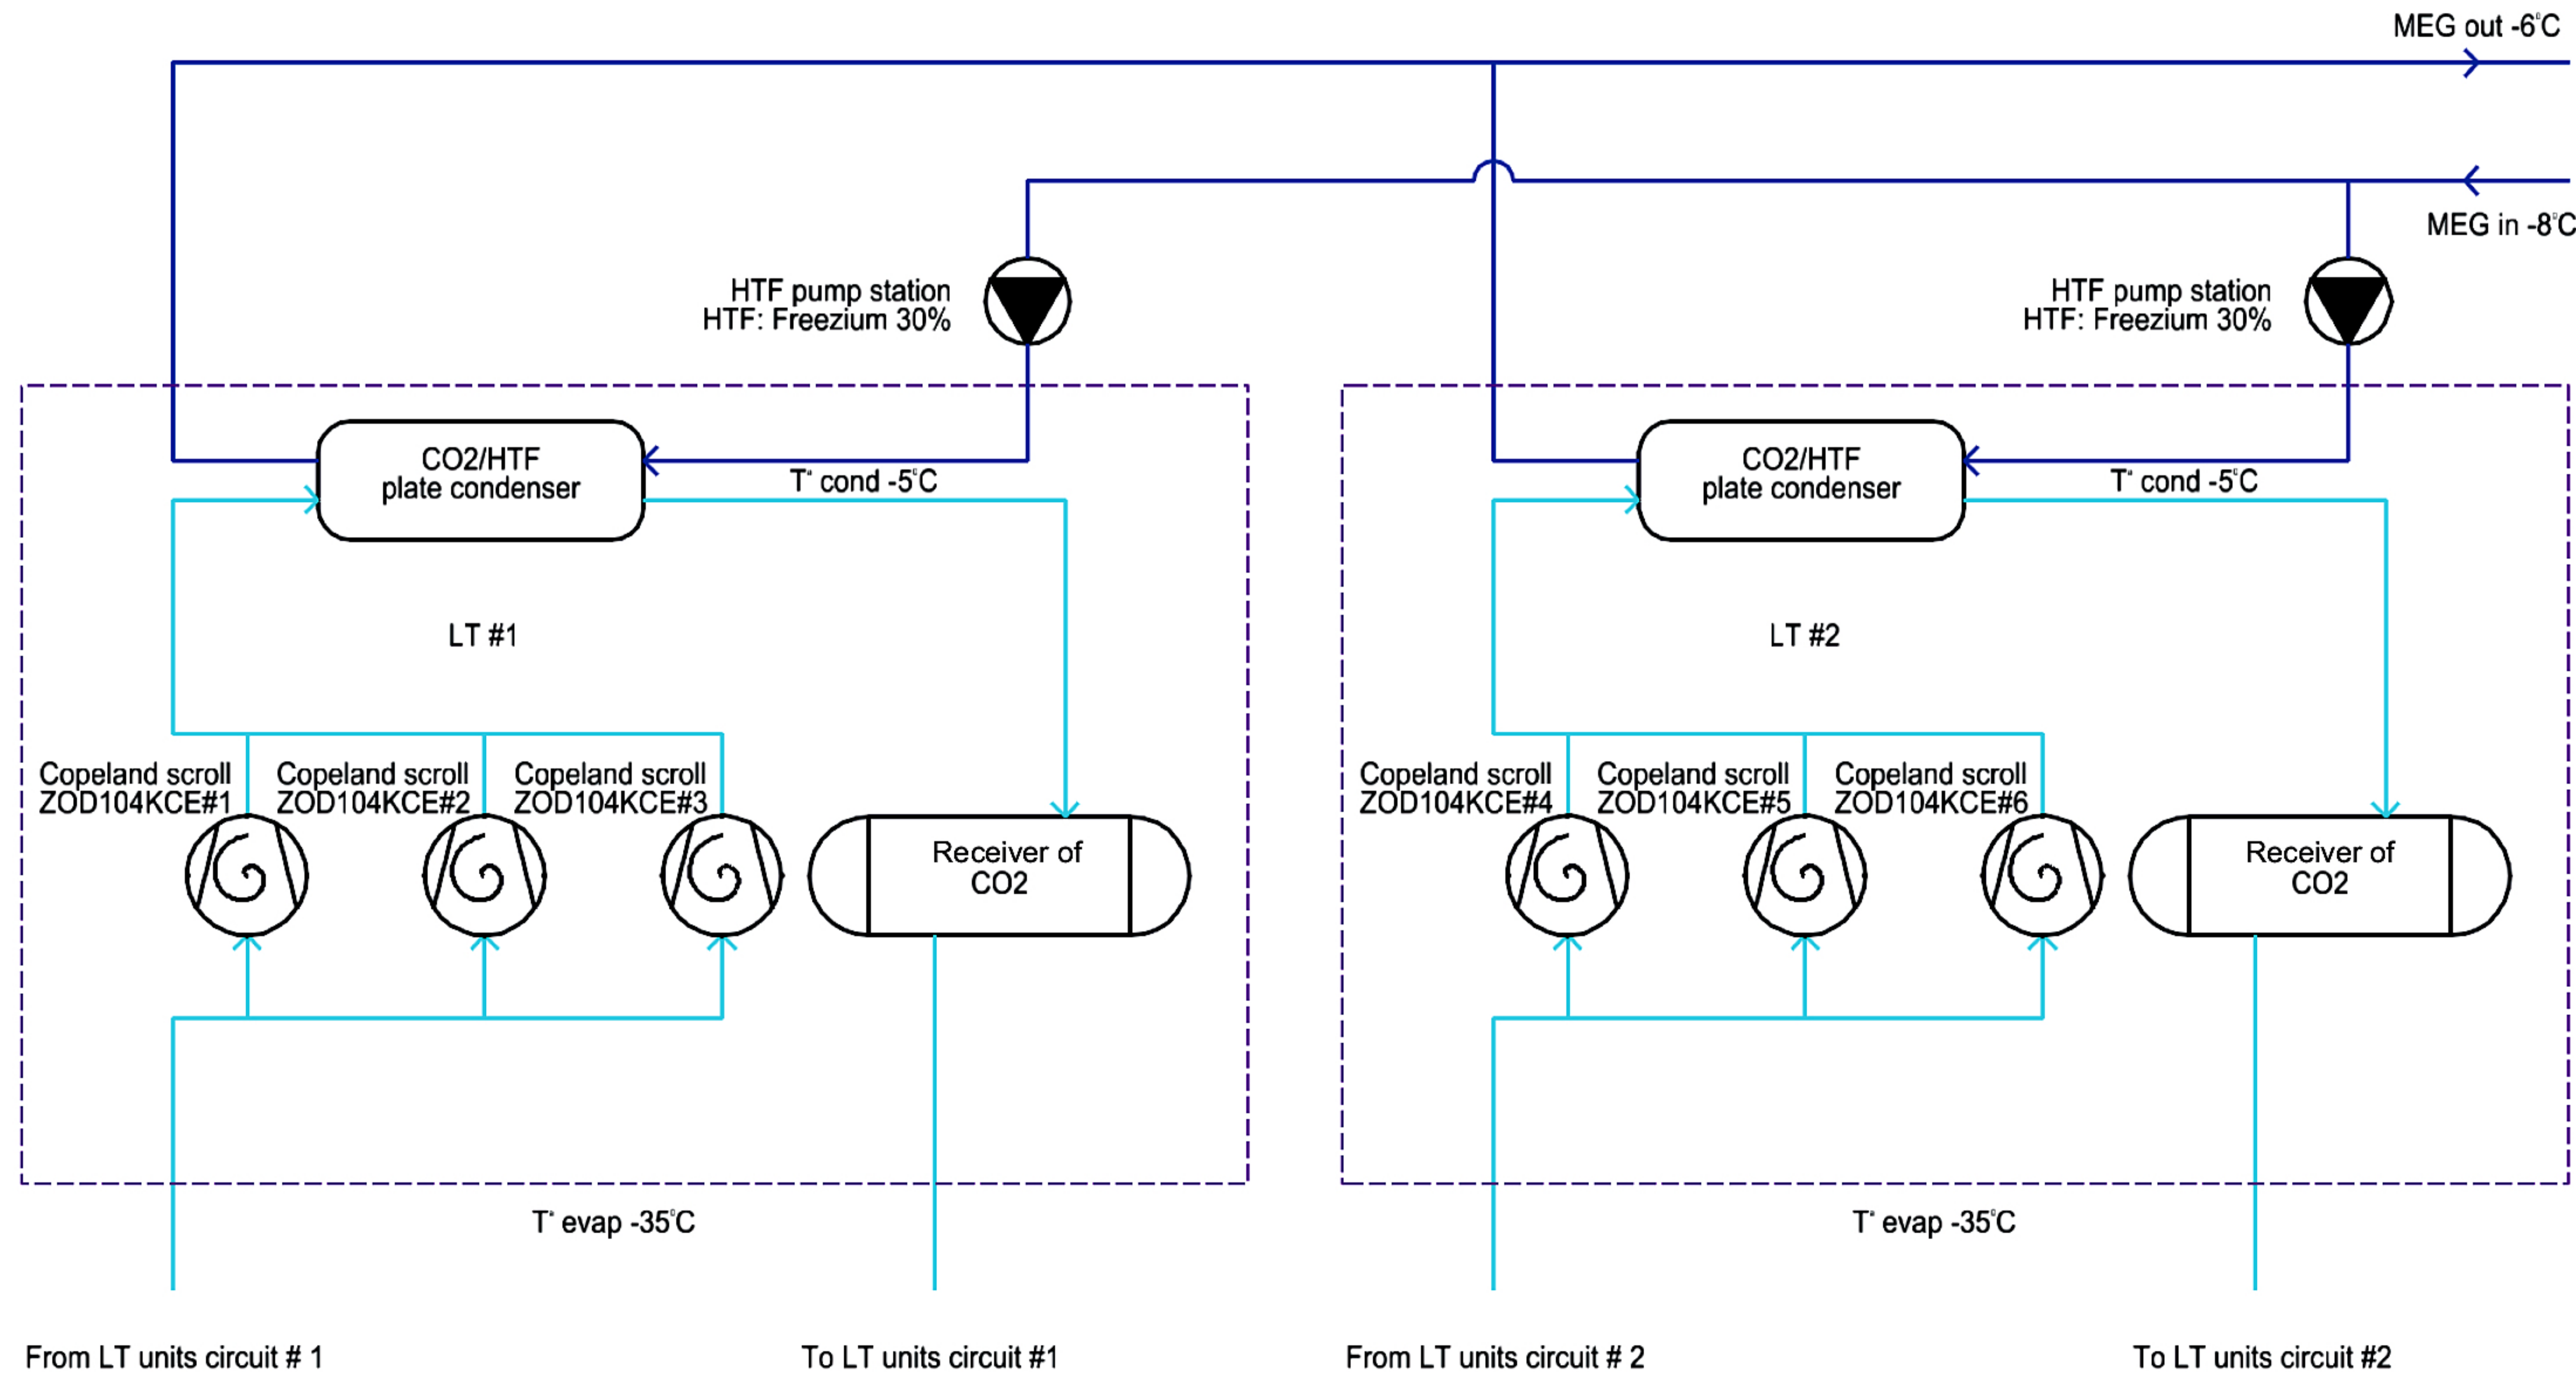 MEG out -6°C
MEG in -8°C
HTF pump station
HTF: Freezium 30%
HTF pump station
HTF: Freezium 30%
CO2/HTF
plate condenser
T° cond -5°C
CO2/HTF
plate condenser
T° cond -5°C
LT #1
LT #2
Copeland scroll
ZOD104KCE#1
Copeland scroll
ZOD104KCE#2
Copeland scroll
ZOD104KCE#3
Copeland scroll
ZOD104KCE#4
Copeland scroll
ZOD104KCE#5
Copeland scroll
ZOD104KCE#6
Receiver of
CO2
Receiver of
CO2
T° evap -35°C
T° evap -35°C
From LT units circuit # 1
To LT units circuit #1
From LT units circuit # 2
To LT units circuit #2